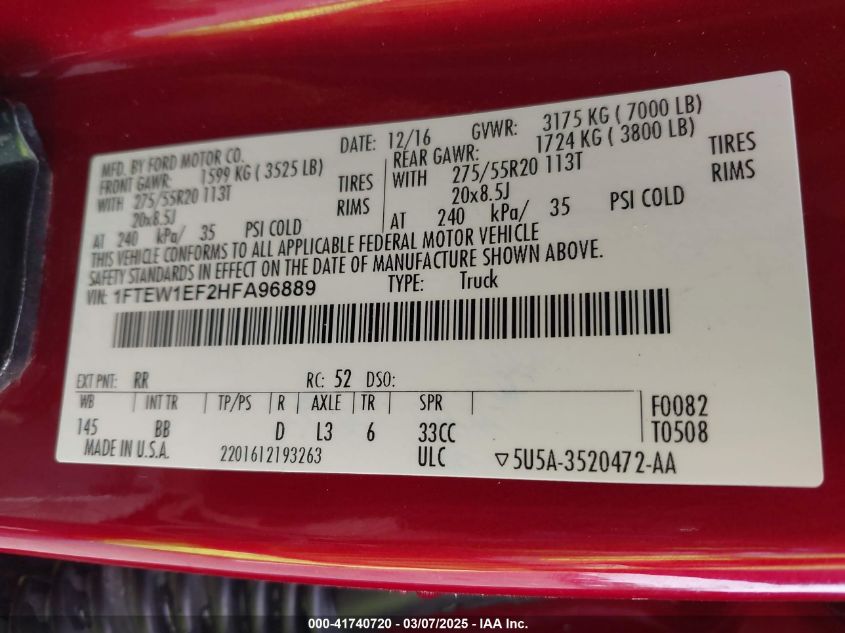 MFD. BY FORD MOTOR CO. DATE: 12/16 GVWR: 3175 KG ( 7000 LB)
FRONT GAWR: 1599 KG ( 3525 LB) REAR GAWR: 1724 KG ( 3800 LB)
WITH 275/55R20 113T TIRES WITH 275/55R20 113T TIRES
20x8.5J RIMS 20x8.5J RIMS
AT 240 kPa/ 35 PSI COLD AT 240 kPa/ 35 PSI COLD
THIS VEHICLE CONFORMS TO ALL APPLICABLE FEDERAL MOTOR VEHICLE
SAFETY STANDARDS IN EFFECT ON THE DATE OF MANUFACTURE SHOWN ABOVE.
VIN: 1FTEW1EF2HFA96889 TYPE: Truck
EXT PNT: RR RC: 52 DSO:
WB INT TR TP/PS R AXLE TR SPR F0082
145 BB D L3 6 33CC T0508
MADE IN U.S.A. 2201612193263 ULC ▽5U5A-3520472-AA
000-41740720 — 03/07/2025 - IAA Inc.